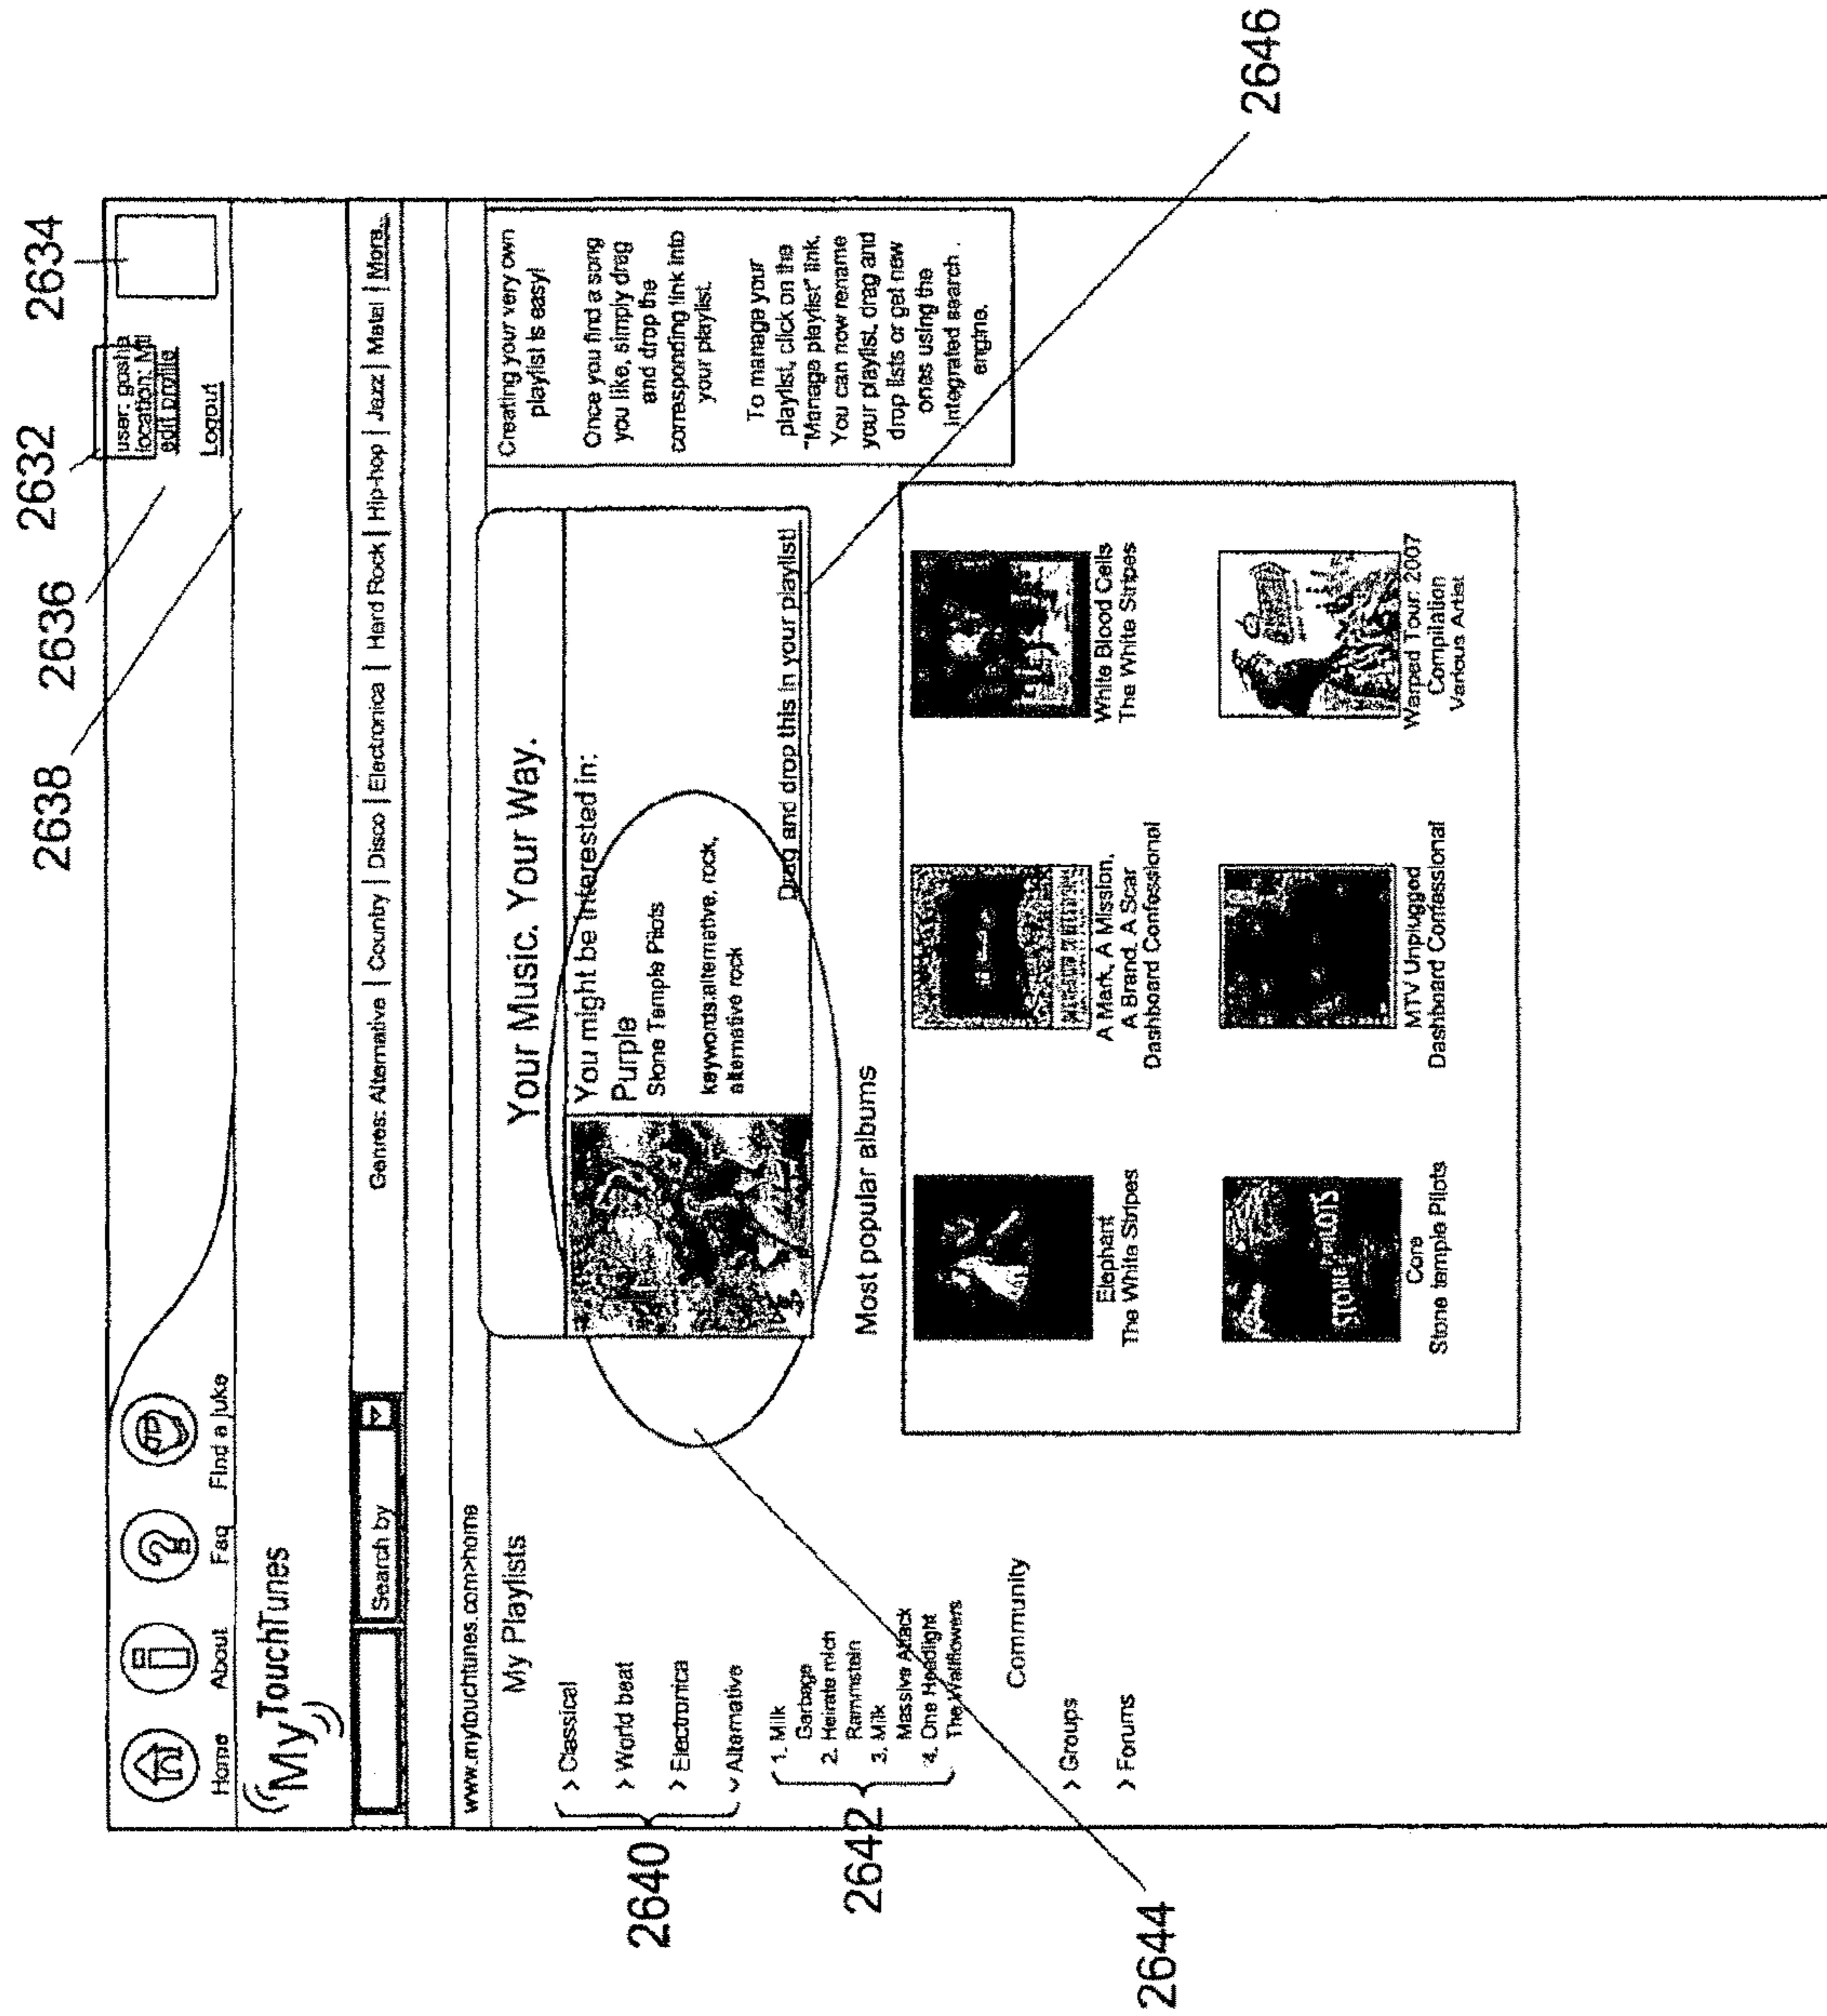 2638
2636
2632
2634
Home
About
Faq
Find a Juke
user: gosha
location: Mtl
edit profile
Logout
My TouchTunes
Search by
Genres: Alternative | Country | Disco | Electronica | Hard Rock | Hip-hop | Jazz | Metal | More..
www.mytouchtunes.com>home
My Playlists
> Classical
> World beat
> Electronica
Alternative
2640
1. Milk
Garbage
2. Heirate mich
Rammstein
3. Milk
Massive Attack
4. One Headlight
The Wallflowers
2642
Community
> Groups
> Forums
2644
Your Music. Your Way.
You might be interested in:
Purple
Stone Temple Pilots
keywords:alternative, rock,
alternative rock
Drag and drop this in your playlist!
2646
Creating your very own
playlist is easy!
Once you find a song
you like, simply drag
and drop the
corresponding link into
your playlist.
To manage your
playlist, click on the
"Manage playlist" link.
You can now rename
your playlist, drag and
drop lists or get new
ones using the
integrated search .
engine.
Most popular albums
Elephant
The White Stripes
A Mark, A Mission,
A Brand, A Scar
Dashboard Confessional
White Blood Cells
The White Stripes
Core
Stone temple Pilots
MTV Unplugged
Dashboard Confessional
Warped Tour: 2007
Compilation
Various Artist